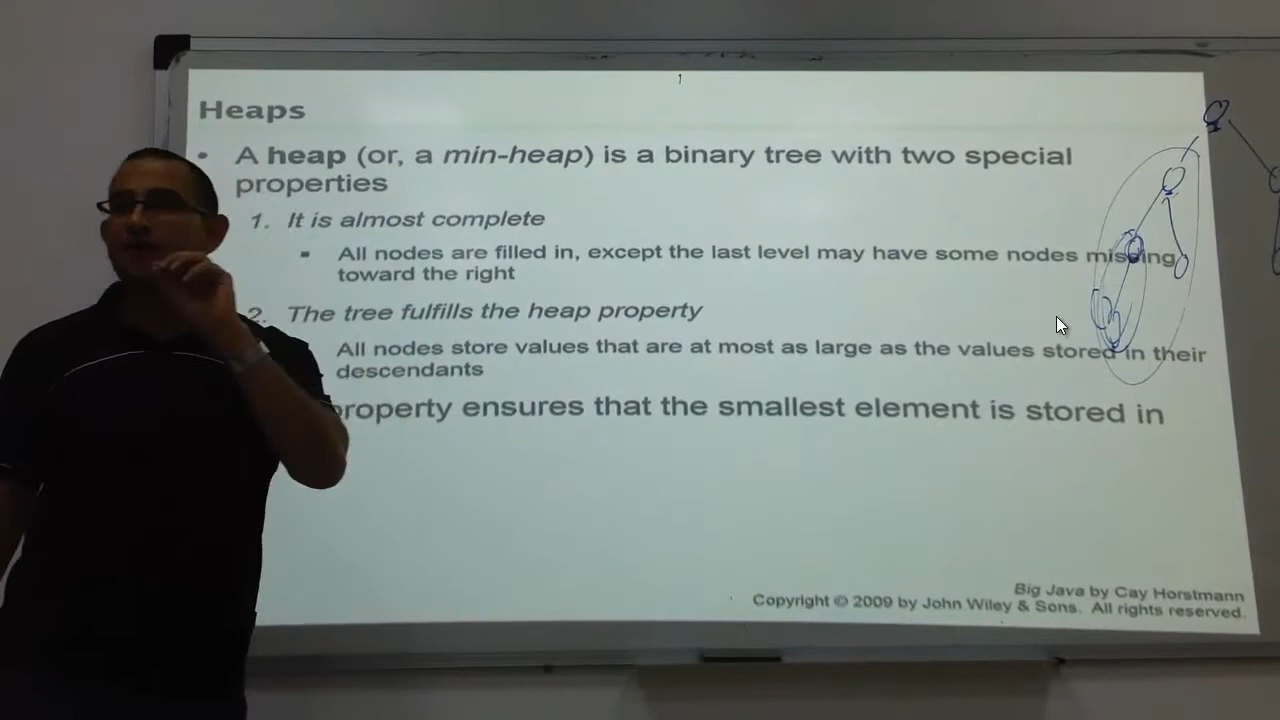 Heaps
• A heap (or, a min-heap) is a binary tree with two special
properties
1. It is almost complete
▪ All nodes are filled in, except the last level may have some nodes missing
toward the right
2. The tree fulfills the heap property
All nodes store values that are at most as large as the values stored in their
descendants
property ensures that the smallest element is stored in
Big Java by Cay Horstmann
Copyright © 2009 by John Wiley & Sons. All rights reserved.